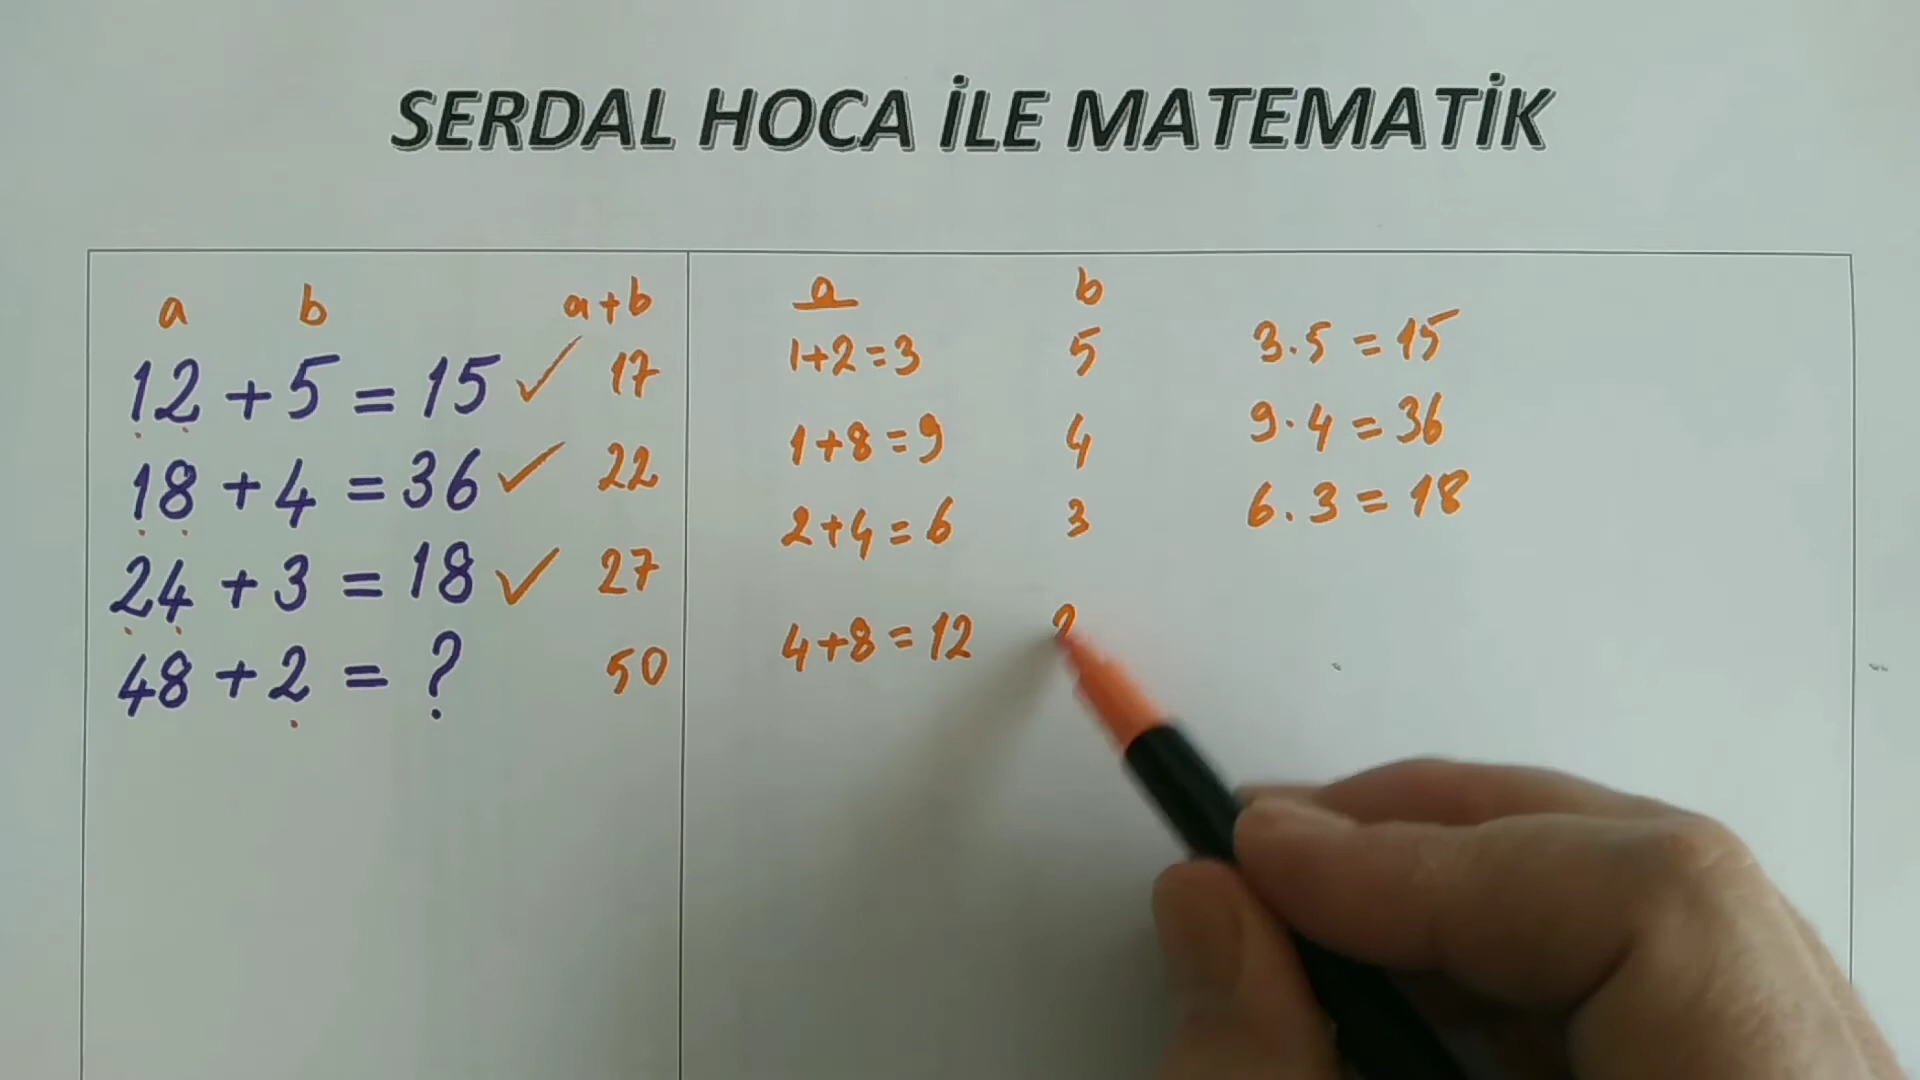 SERDAL HOCA İLE MATEMATİK
a b a+b
12 + 5 = 15 ✓ 17
18 + 4 = 36 ✓ 22
24 + 3 = 18 ✓ 27
48 + 2 = ? 50
a b
1+2=3 5 3.5 = 15
1+8=9 4 9.4 = 36
2+4=6 3 6.3 = 18
4+8=12 2